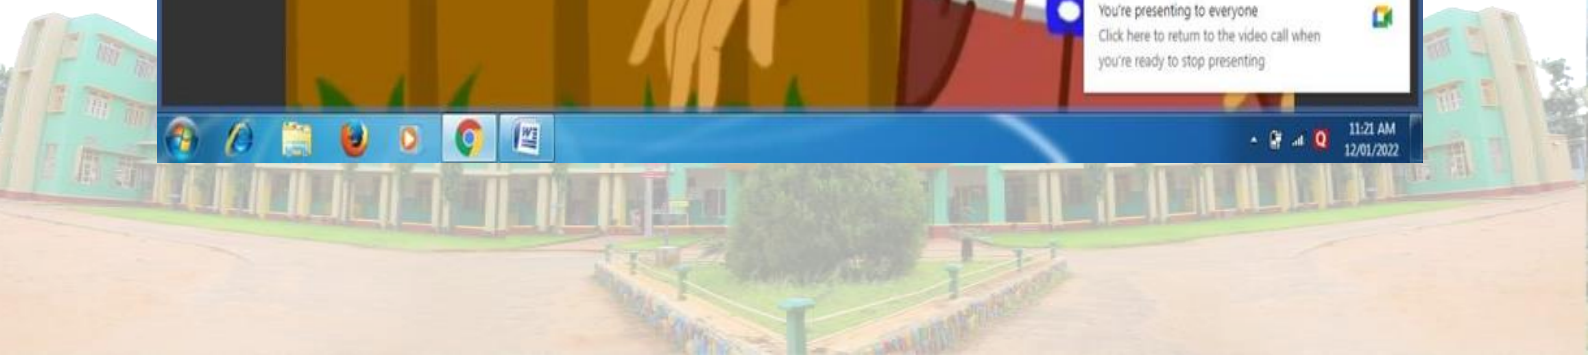 You're presenting to everyone
Click here to return to the video call when
you're ready to stop presenting
W
Q
11:21 AM
12/01/2022